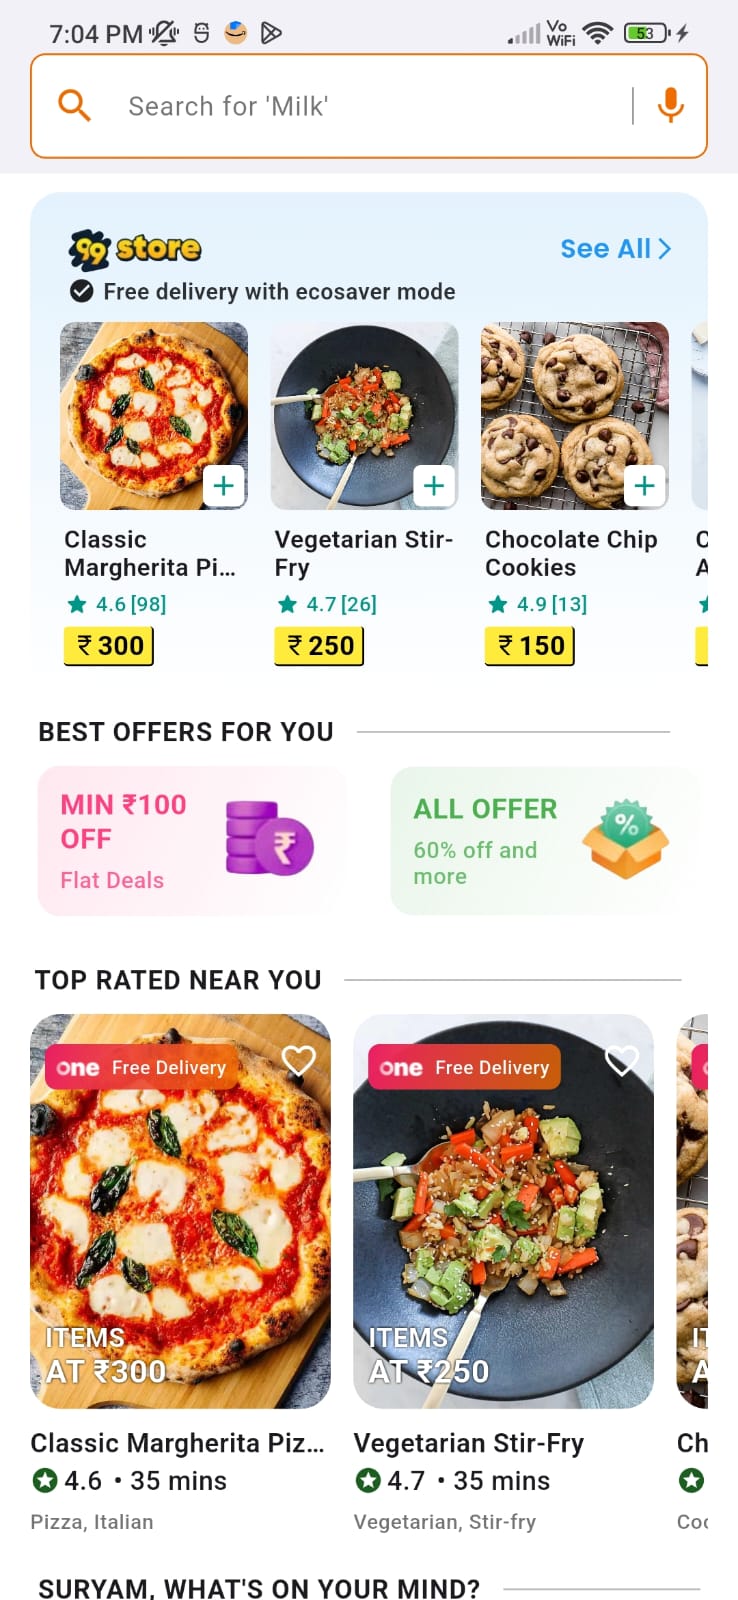 7:04 PM
Vo
WiFi
53
Search for 'Milk'
99 store
See All
Free delivery with ecosaver mode
Classic
Margherita Pi...
Vegetarian Stir-
Fry
Chocolate Chip
Cookies
C
A
4.6 [98]
4.7 [26]
4.9 [13]
₹ 300
₹ 250
₹ 150
BEST OFFERS FOR YOU
MIN ₹100
OFF
Flat Deals
ALL OFFER
60% off and
more
TOP RATED NEAR YOU
one Free Delivery
one Free Delivery
ITEMS
AT ₹300
ITEMS
AT ₹250
Classic Margherita Piz...
Vegetarian Stir-Fry
Ch
4.6 • 35 mins
4.7 • 35 mins
Pizza, Italian
Vegetarian, Stir-fry
SURYAM, WHAT'S ON YOUR MIND?